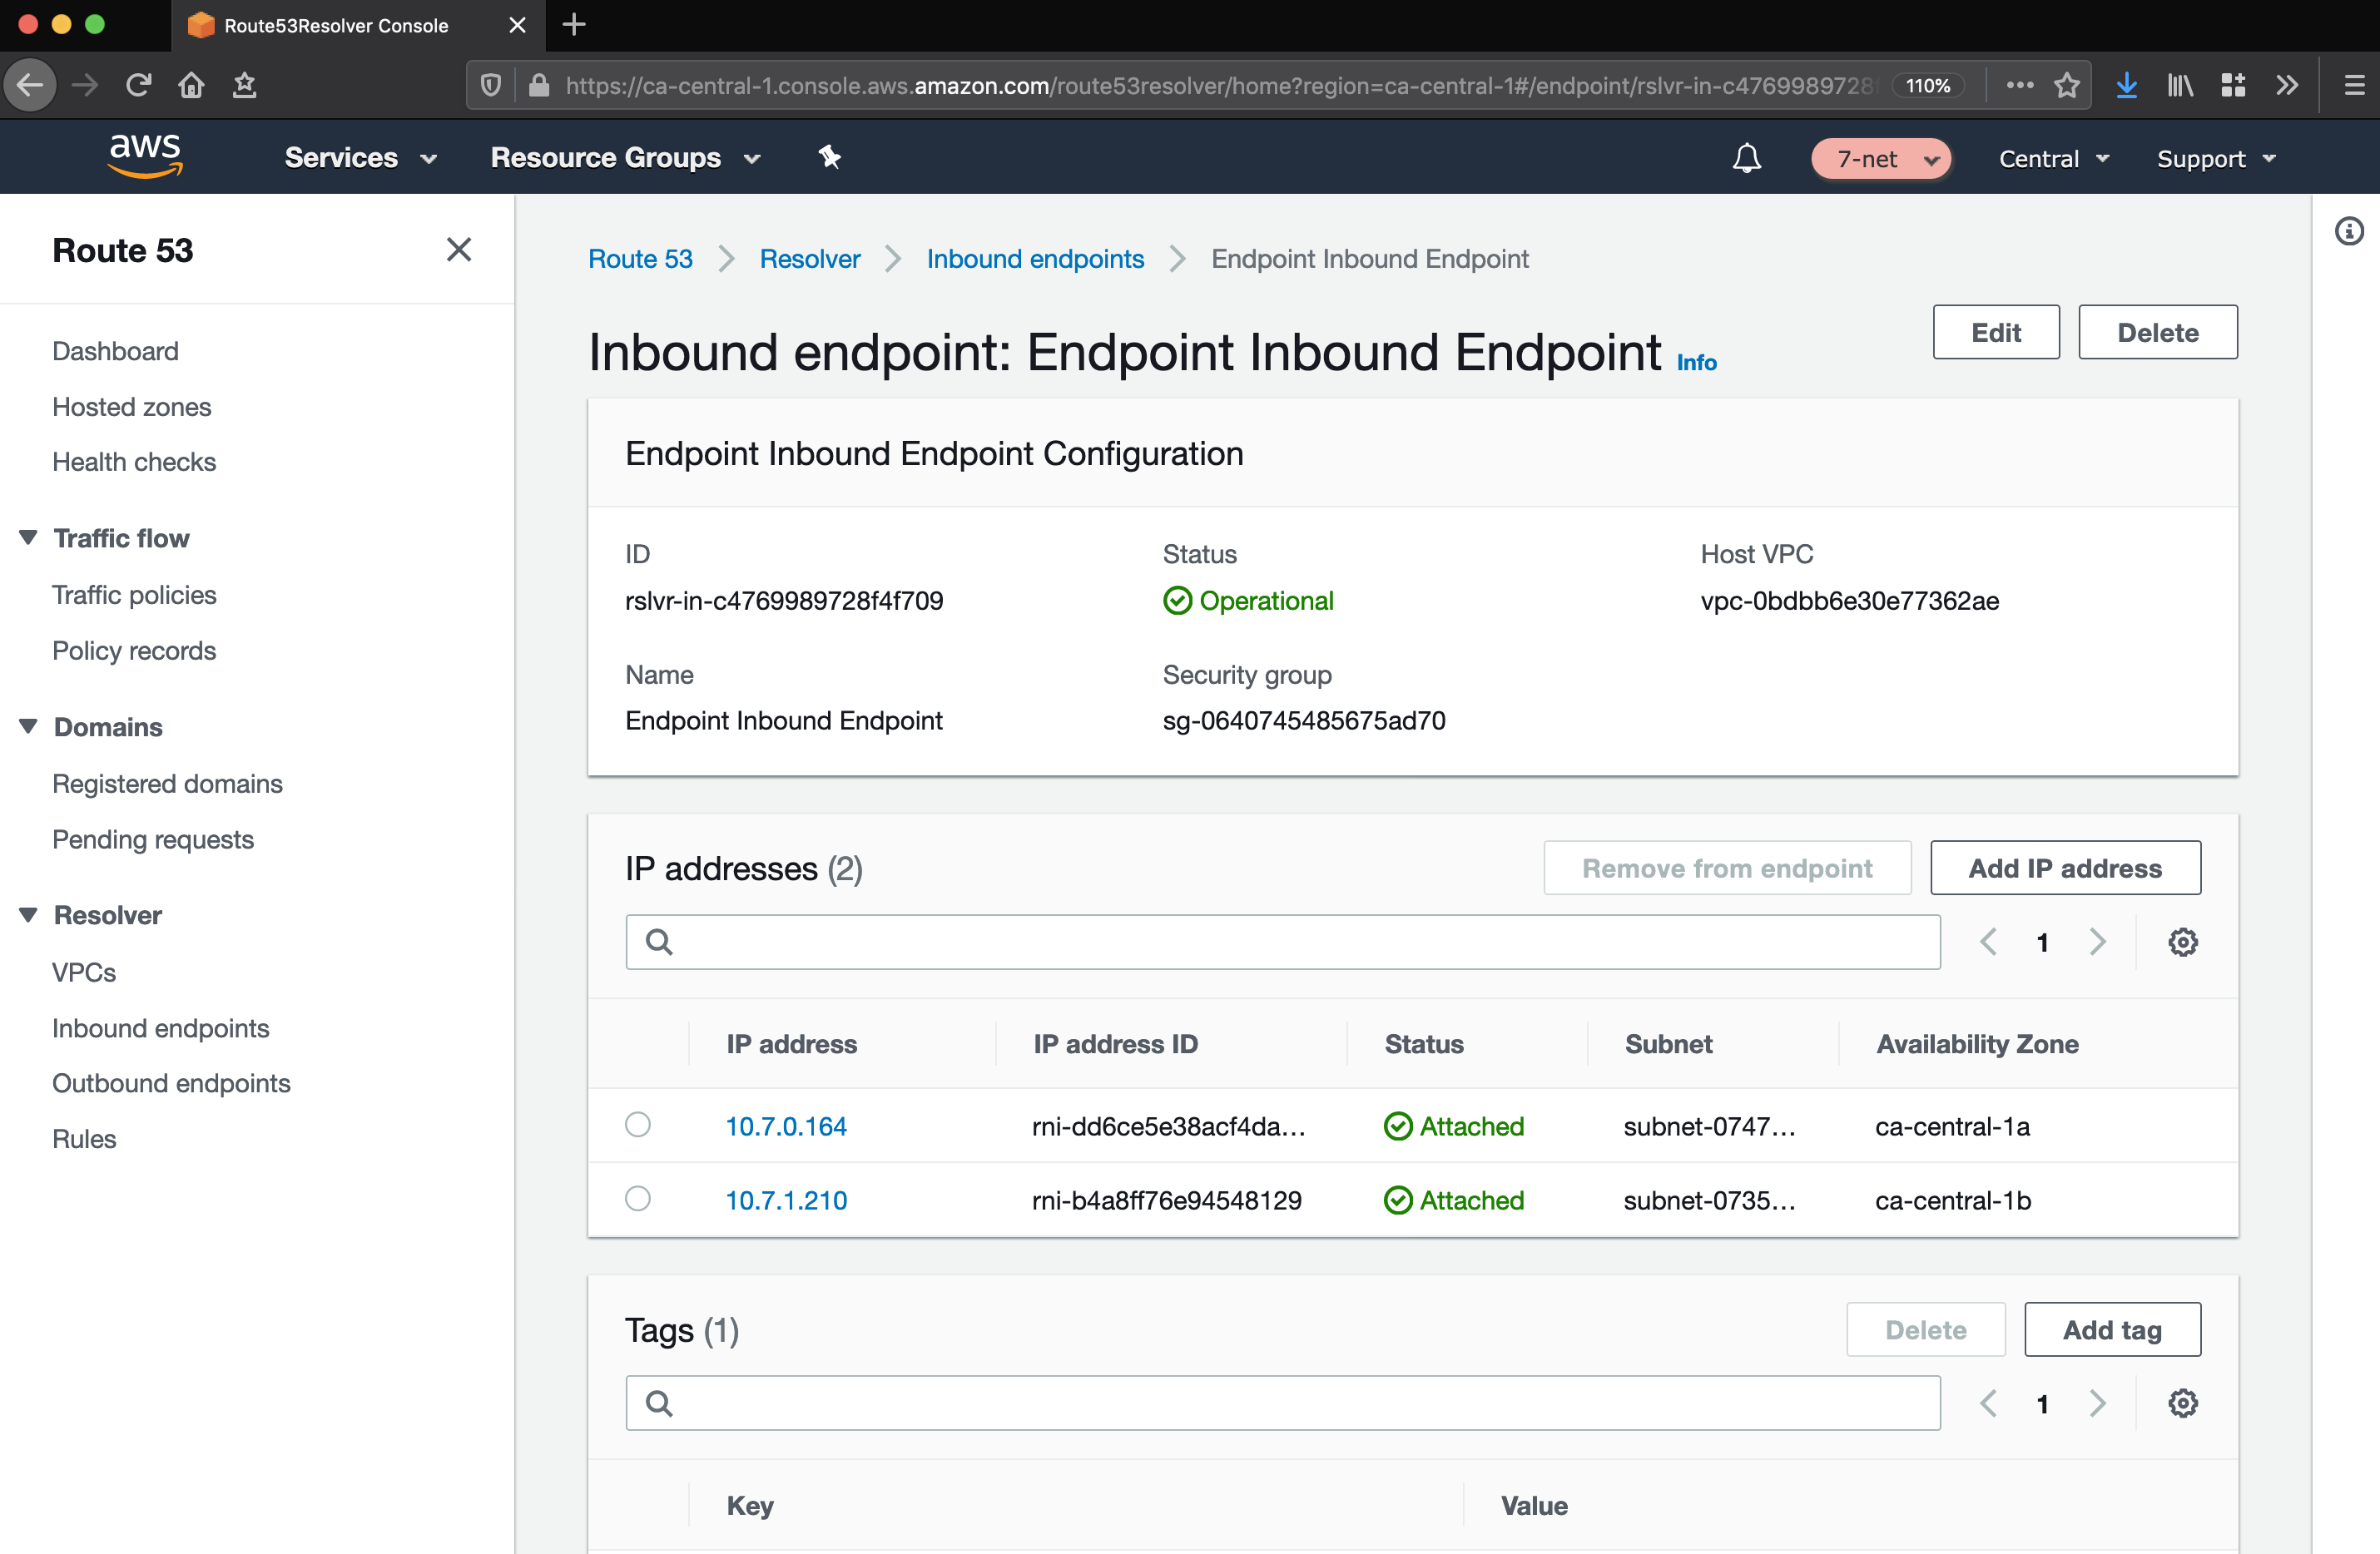 Route53Resolver Console
https://ca-central-1.console.aws.amazon.com/route53resolver/home?region=ca-central-1#/endpoint/rslvr-in-c4769989728
110%
aws
Services
Resource Groups
7-net
Central
Support
Route 53
Dashboard
Hosted zones
Health checks
Traffic flow
Traffic policies
Policy records
Domains
Registered domains
Pending requests
Resolver
VPCs
Inbound endpoints
Outbound endpoints
Rules
Route 53 Resolver Inbound endpoints Endpoint Inbound Endpoint
Inbound endpoint: Endpoint Inbound Endpoint Info
Edit
Delete
Endpoint Inbound Endpoint Configuration
ID
rslvr-in-c4769989728f4f709
Status
Operational
Host VPC
vpc-0bdbb6e30e77362ae
Name
Endpoint Inbound Endpoint
Security group
sg-0640745485675ad70
IP addresses (2)
Remove from endpoint
Add IP address
1
IP address IP address ID Status Subnet Availability Zone
10.7.0.164 rni-dd6ce5e38acf4da... Attached subnet-0747... ca-central-1a
10.7.1.210 rni-b4a8ff76e94548129 Attached subnet-0735... ca-central-1b
Tags (1)
Delete
Add tag
1
Key Value